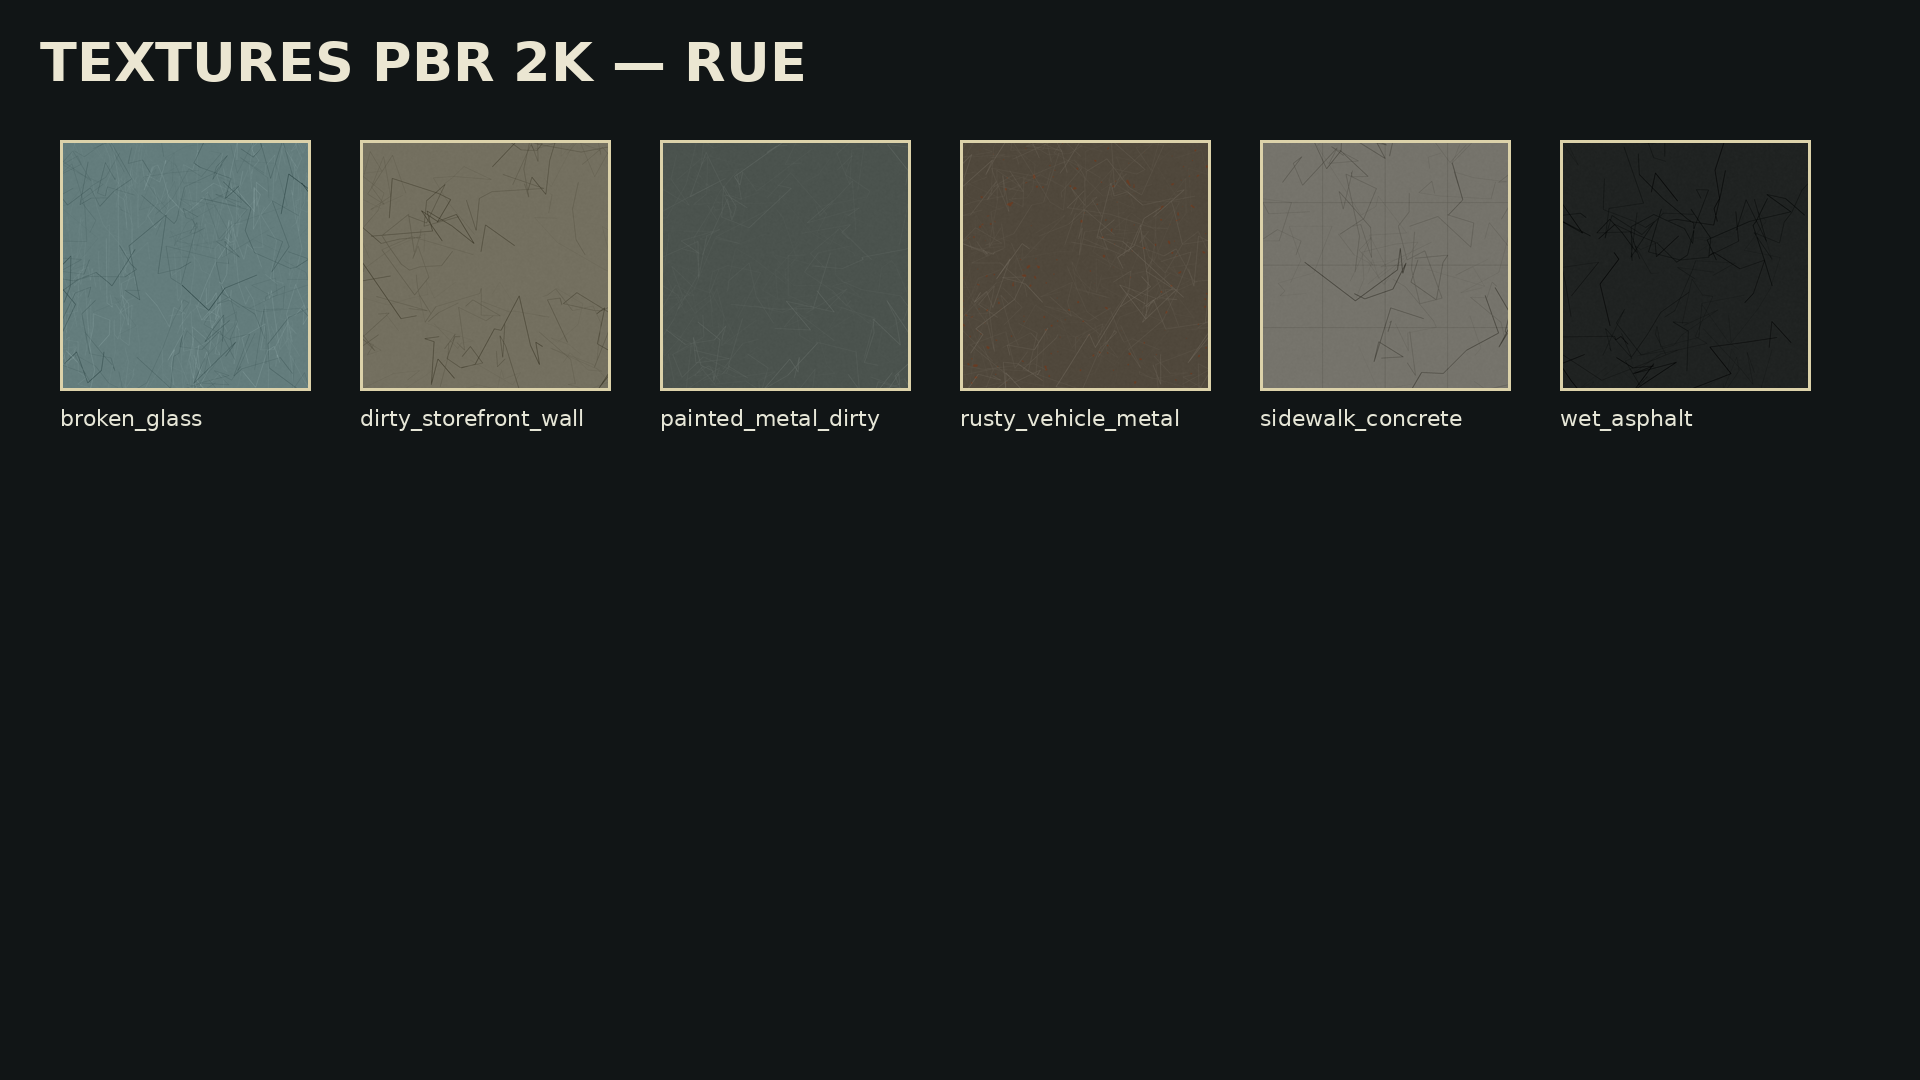 TEXTURES PBR 2K — RUE
broken_glass
dirty_storefront_wall
painted_metal_dirty
rusty_vehicle_metal
sidewalk_concrete
wet_asphalt